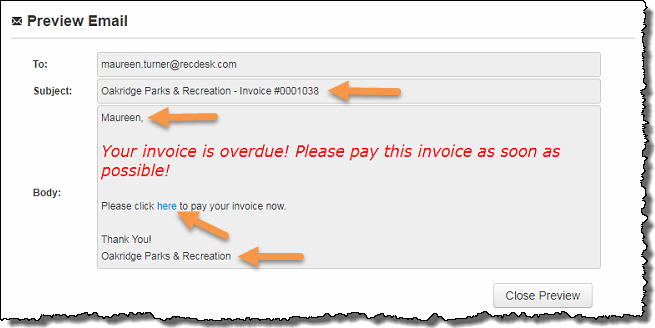 Preview Email
To: maureen.turner@recdesk.com
Subject: Oakridge Parks & Recreation - Invoice #0001038
Maureen,
Your invoice is overdue! Please pay this invoice as soon as
possible!
Body:
Please click here to pay your invoice now.
Thank You!
Oakridge Parks & Recreation
Close Preview